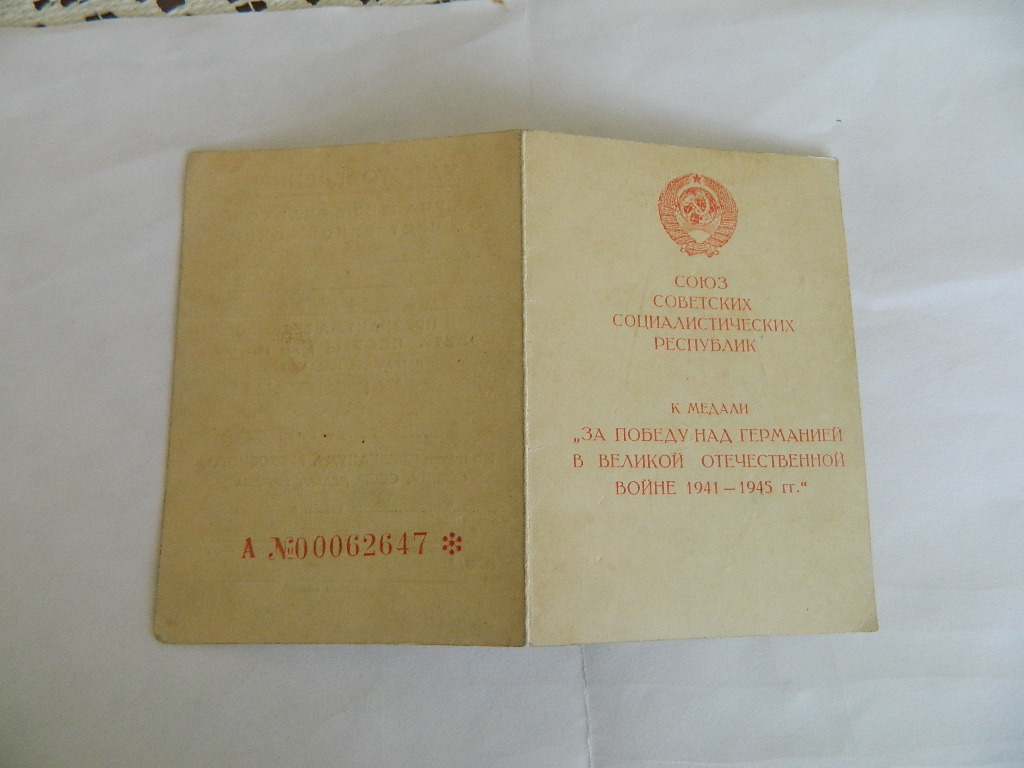 СОЮЗ
СОВЕТСКИХ
СОЦИАЛИСТИЧЕСКИХ
РЕСПУБЛИК
К МЕДАЛИ
„ЗА ПОБЕДУ НАД ГЕРМАНИЕЙ
В ВЕЛИКОЙ ОТЕЧЕСТВЕННОЙ
ВОЙНЕ 1941—1945 гг.“
А №00062647 ✻